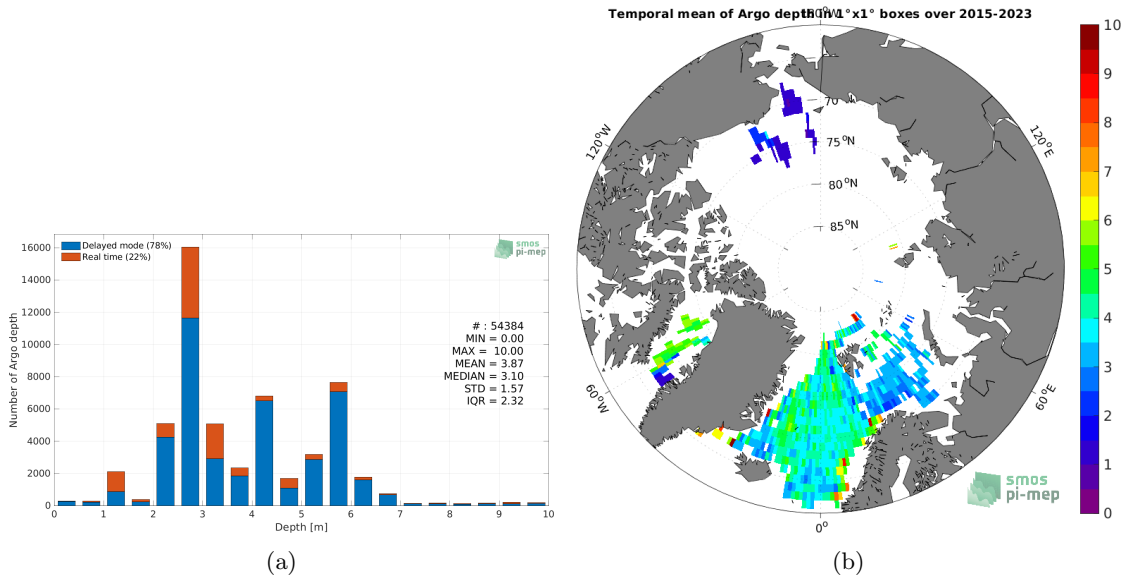 16000
14000
12000
10000
8000
6000
4000
2000
0
Number of Argo depth
Delayed mode (78%)
Real time (22%)
smos
pi-mep
# : 54384
MIN = 0.00
MAX = 10.00
MEAN = 3.87
MEDIAN = 3.10
STD = 1.57
IQR = 2.32
0 1 2 3 4 5 6 7 8 9 10
Depth [m]
(a)
Temporal mean of Argo depth in 1°x1° boxes over 2015-2023
120°W
120°E
75°N
80°N
85°N
60°W
60°E
0°
smos
pi-mep
10
9
8
7
6
5
4
3
2
1
0
(b)